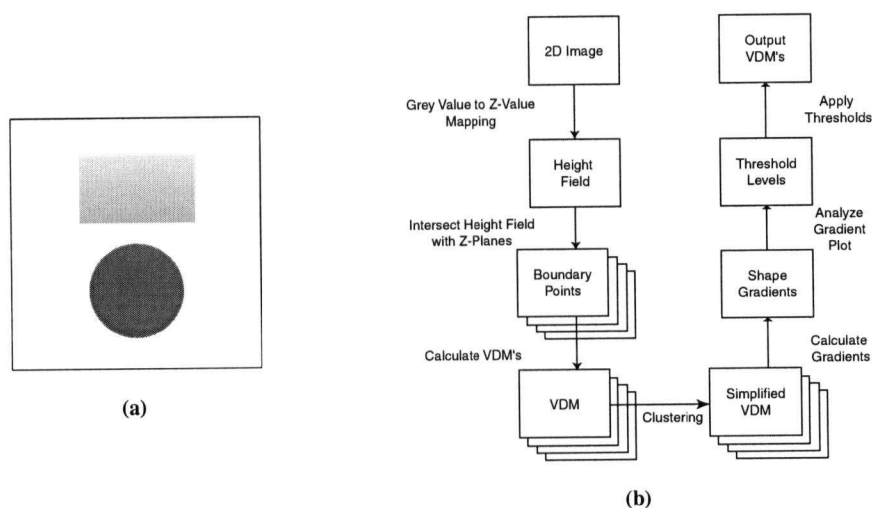 (a)
2D Image
Grey Value to Z-Value
Mapping
Height
Field
Intersect Height Field
with Z-Planes
Boundary
Points
Calculate VDM's
VDM
Clustering
Simplified
VDM
Calculate
Gradients
Shape
Gradients
Analyze
Gradient
Plot
Threshold
Levels
Apply
Thresholds
Output
VDM's
(b)